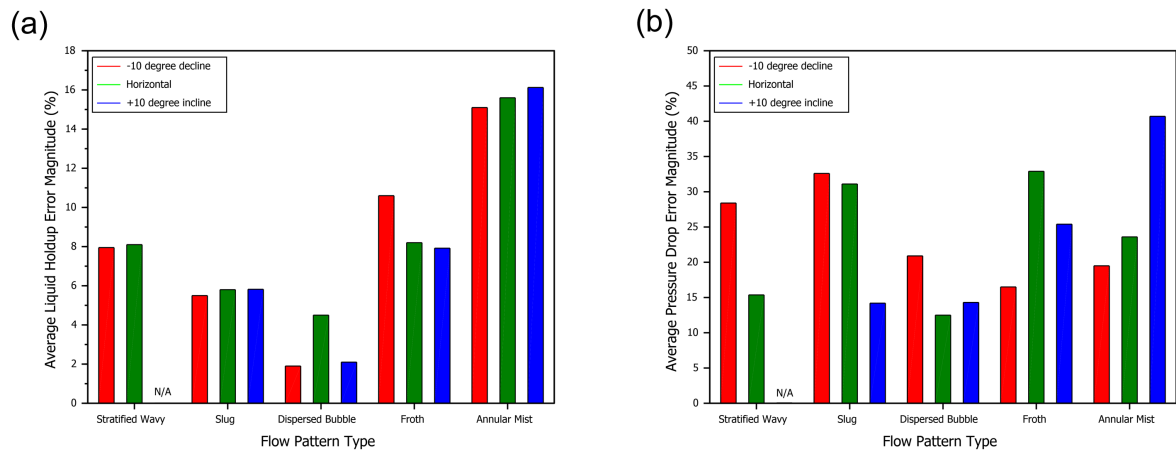 (a)
Average Liquid Holdup Error Magnitude (%)
18
16
14
12
10
8
6
4
2
0
-10 degree decline
Horizontal
+10 degree incline
N/A
Stratified Wavy
Slug
Dispersed Bubble
Froth
Annular Mist
Flow Pattern Type
(b)
Average Pressure Drop Error Magnitude (%)
50
45
40
35
30
25
20
15
10
5
0
-10 degree decline
Horizontal
+10 degree incline
N/A
Stratified Wavy
Slug
Dispersed Bubble
Froth
Annular Mist
Flow Pattern Type